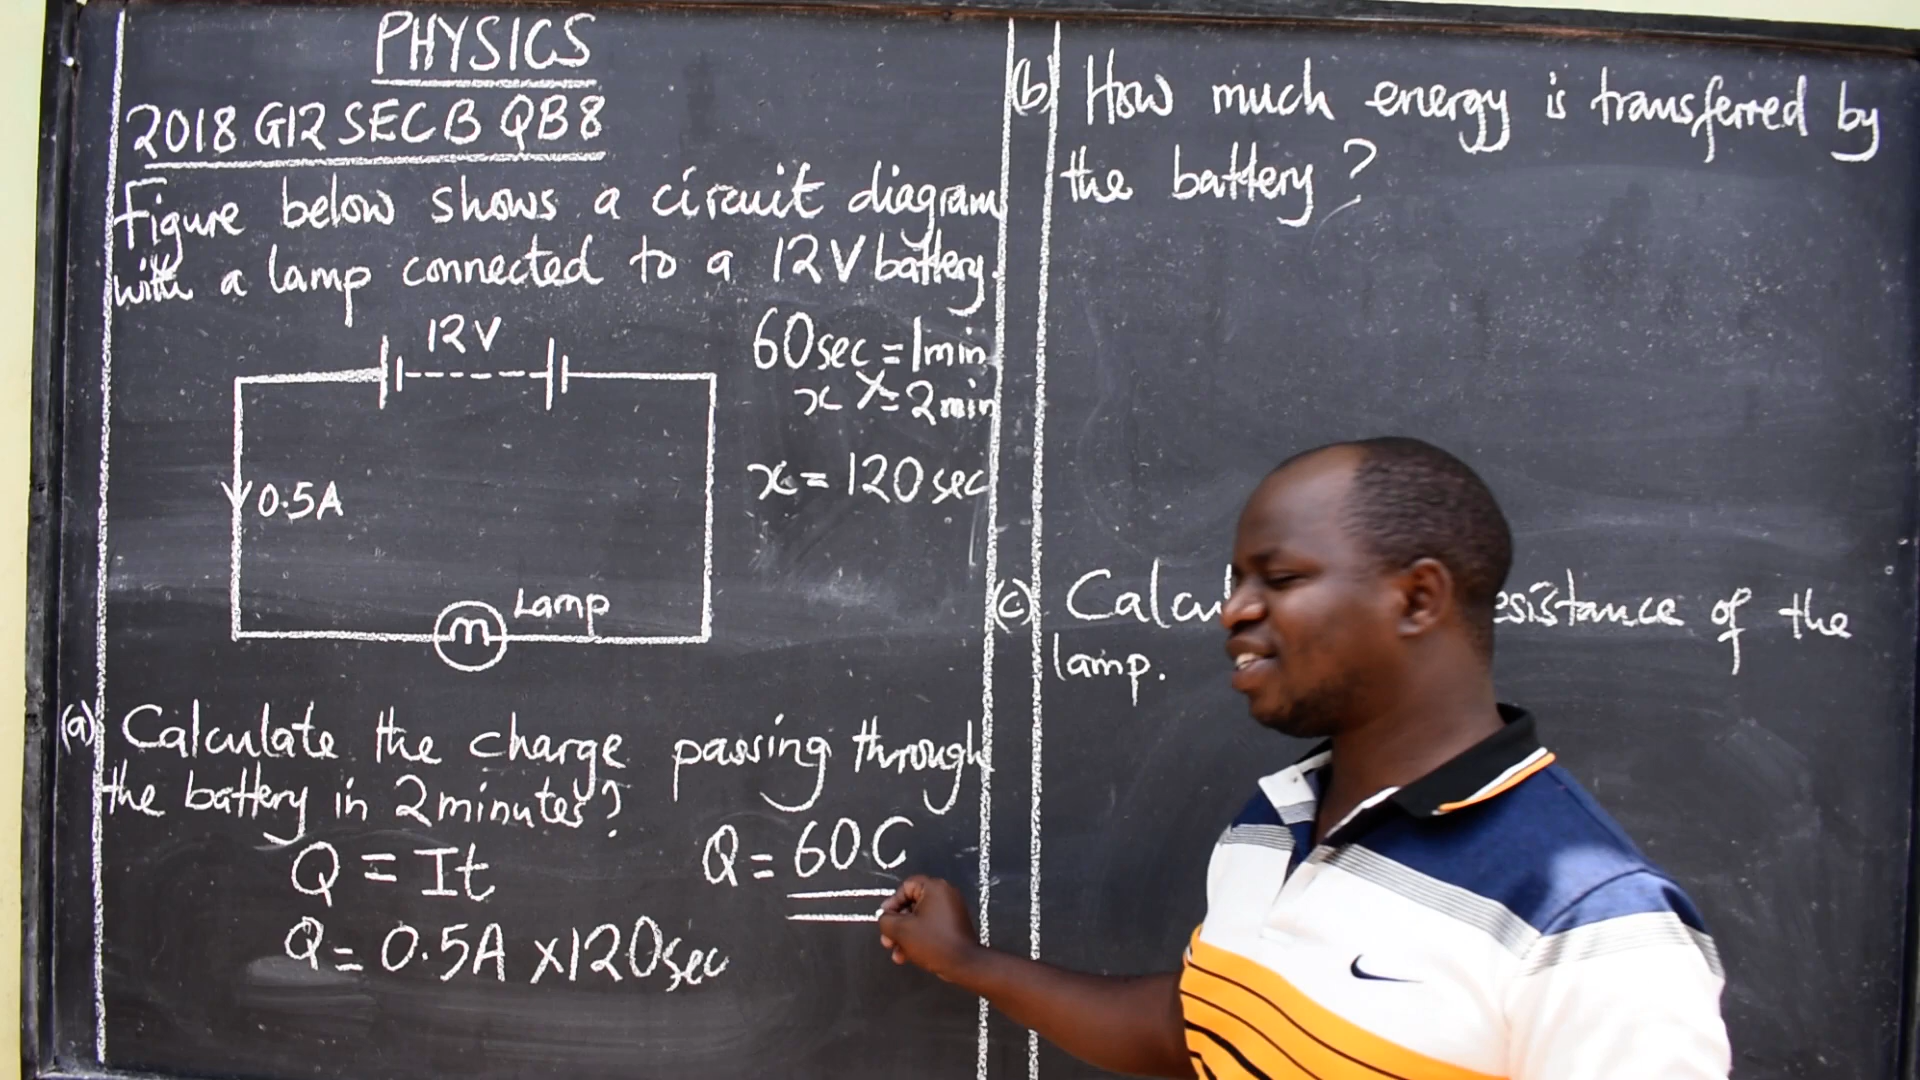 PHYSICS
2018 G12 SEC B QB8
Figure below shows a circuit diagram
with a lamp connected to a 12V battery.
12V
60sec = 1min
x = 2min
x = 120sec
0.5A
Lamp
(a) Calculate the charge passing through
the battery in 2minutes?
Q = It
Q = 0.5A x120sec
Q = 60C
(b) How much energy is transferred by
the battery?
(c) Calcu esistance of the
lamp.